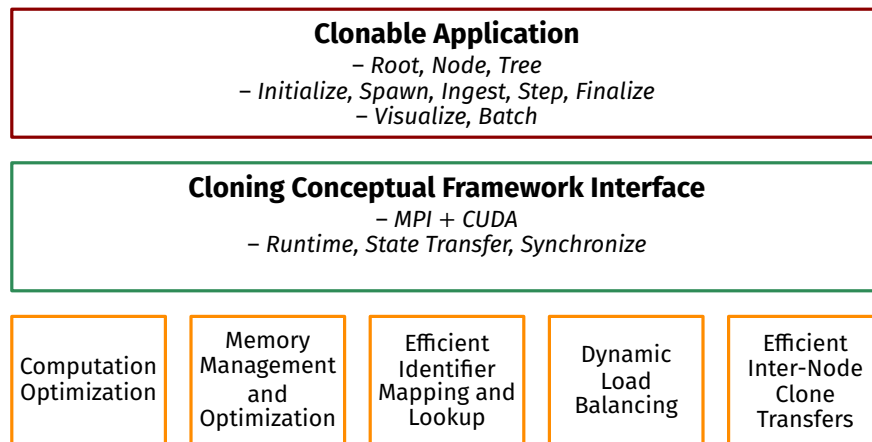 Clonable Application
– Root, Node, Tree
– Initialize, Spawn, Ingest, Step, Finalize
– Visualize, Batch
Cloning Conceptual Framework Interface
– MPI + CUDA
– Runtime, State Transfer, Synchronize
Computation
Optimization
Memory
Management
and
Optimization
Efficient
Identifier
Mapping and
Lookup
Dynamic
Load
Balancing
Efficient
Inter-Node
Clone
Transfers